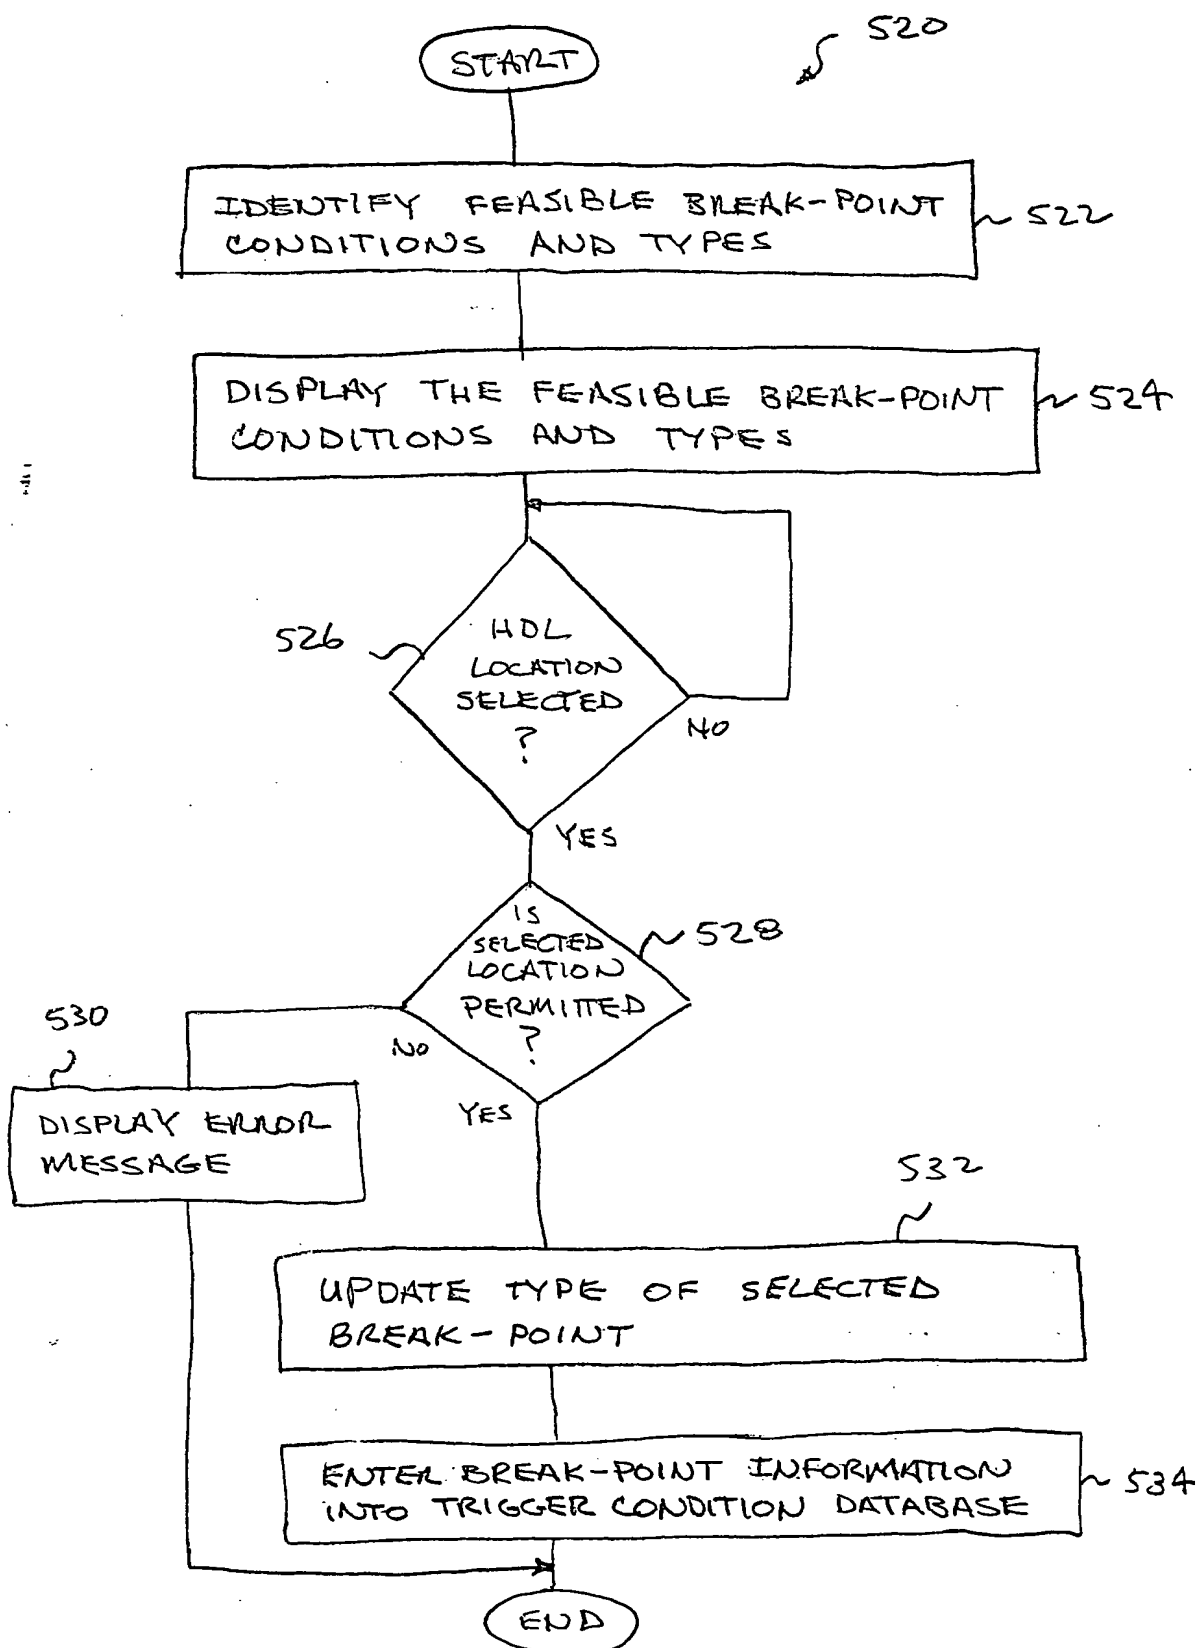 520
START
IDENTIFY FEASIBLE BREAK-POINT
CONDITIONS AND TYPES
522
DISPLAY THE FEASIBLE BREAK-POINT
CONDITIONS AND TYPES
524
526
HDL
LOCATION
SELECTED
?
NO
YES
IS
SELECTED
LOCATION
PERMITTED
?
528
530
NO
YES
DISPLAY ERROR
MESSAGE
532
UPDATE TYPE OF SELECTED
BREAK-POINT
ENTER BREAK-POINT INFORMATION
INTO TRIGGER CONDITION DATABASE
534
END